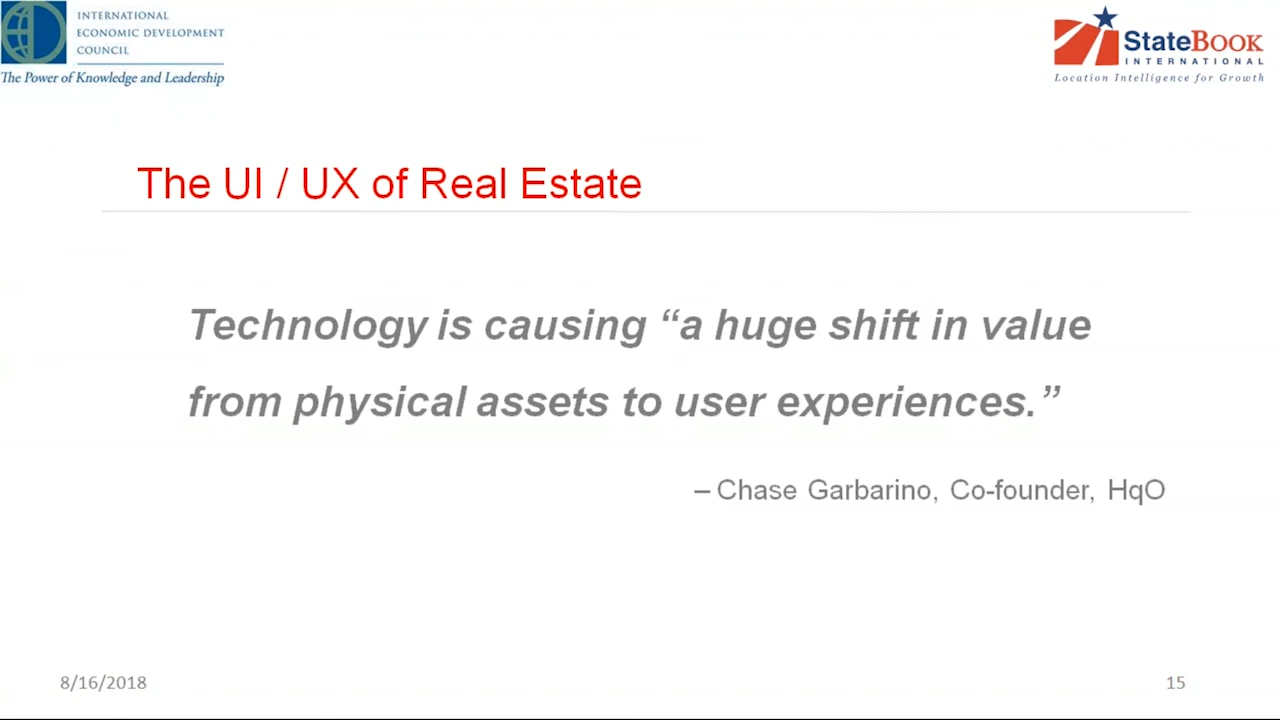 INTERNATIONAL
ECONOMIC DEVELOPMENT
COUNCIL
The Power of Knowledge and Leadership
STATEBOOK
INTERNATIONAL
Location Intelligence for Growth
The UI / UX of Real Estate
Technology is causing “a huge shift in value
from physical assets to user experiences.”
– Chase Garbarino, Co-founder, HqO
8/16/2018
15